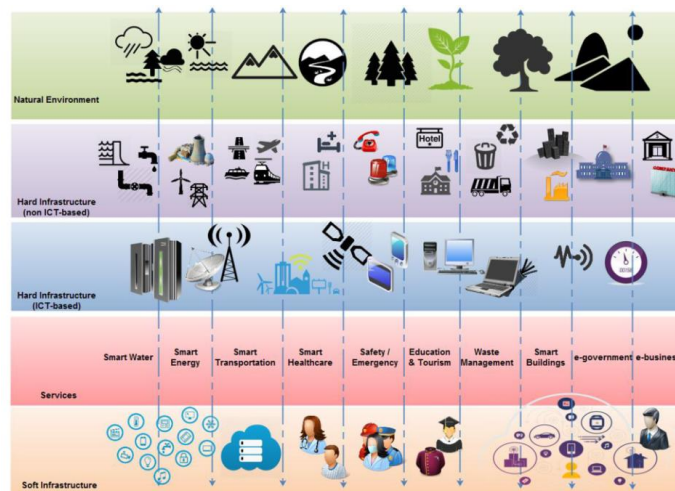 Natural Environment
Hotel
Hard Infrastructure
(non ICT-based)
Hard Infrastructure
(ICT-based)
Smart Water
Smart
Energy
Smart
Transportation
Smart
Healthcare
Safety /
Emergency
Education
& Tourism
Waste
Management
Smart
Buildings
e-government
e-busines
Services
Soft Infrastructure